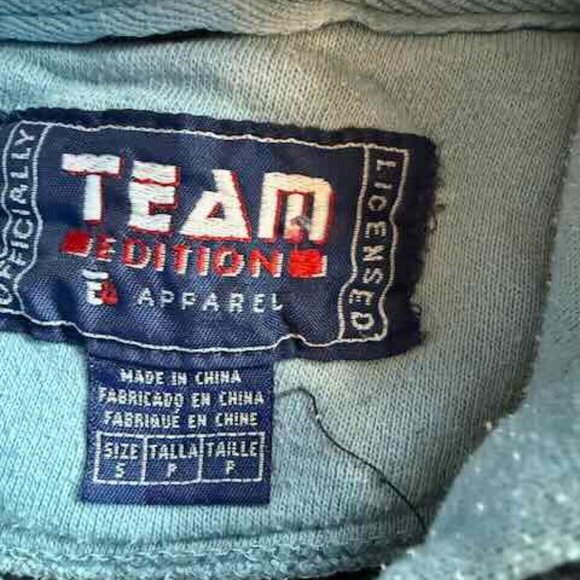 OFFICIALLY
TEAM
EDITION
APPAREL
LICENSED
MADE IN CHINA
FABRICADO EN CHINA
FABRIQUÉ EN CHINE
SIZE TALLA TAILLE
S P P